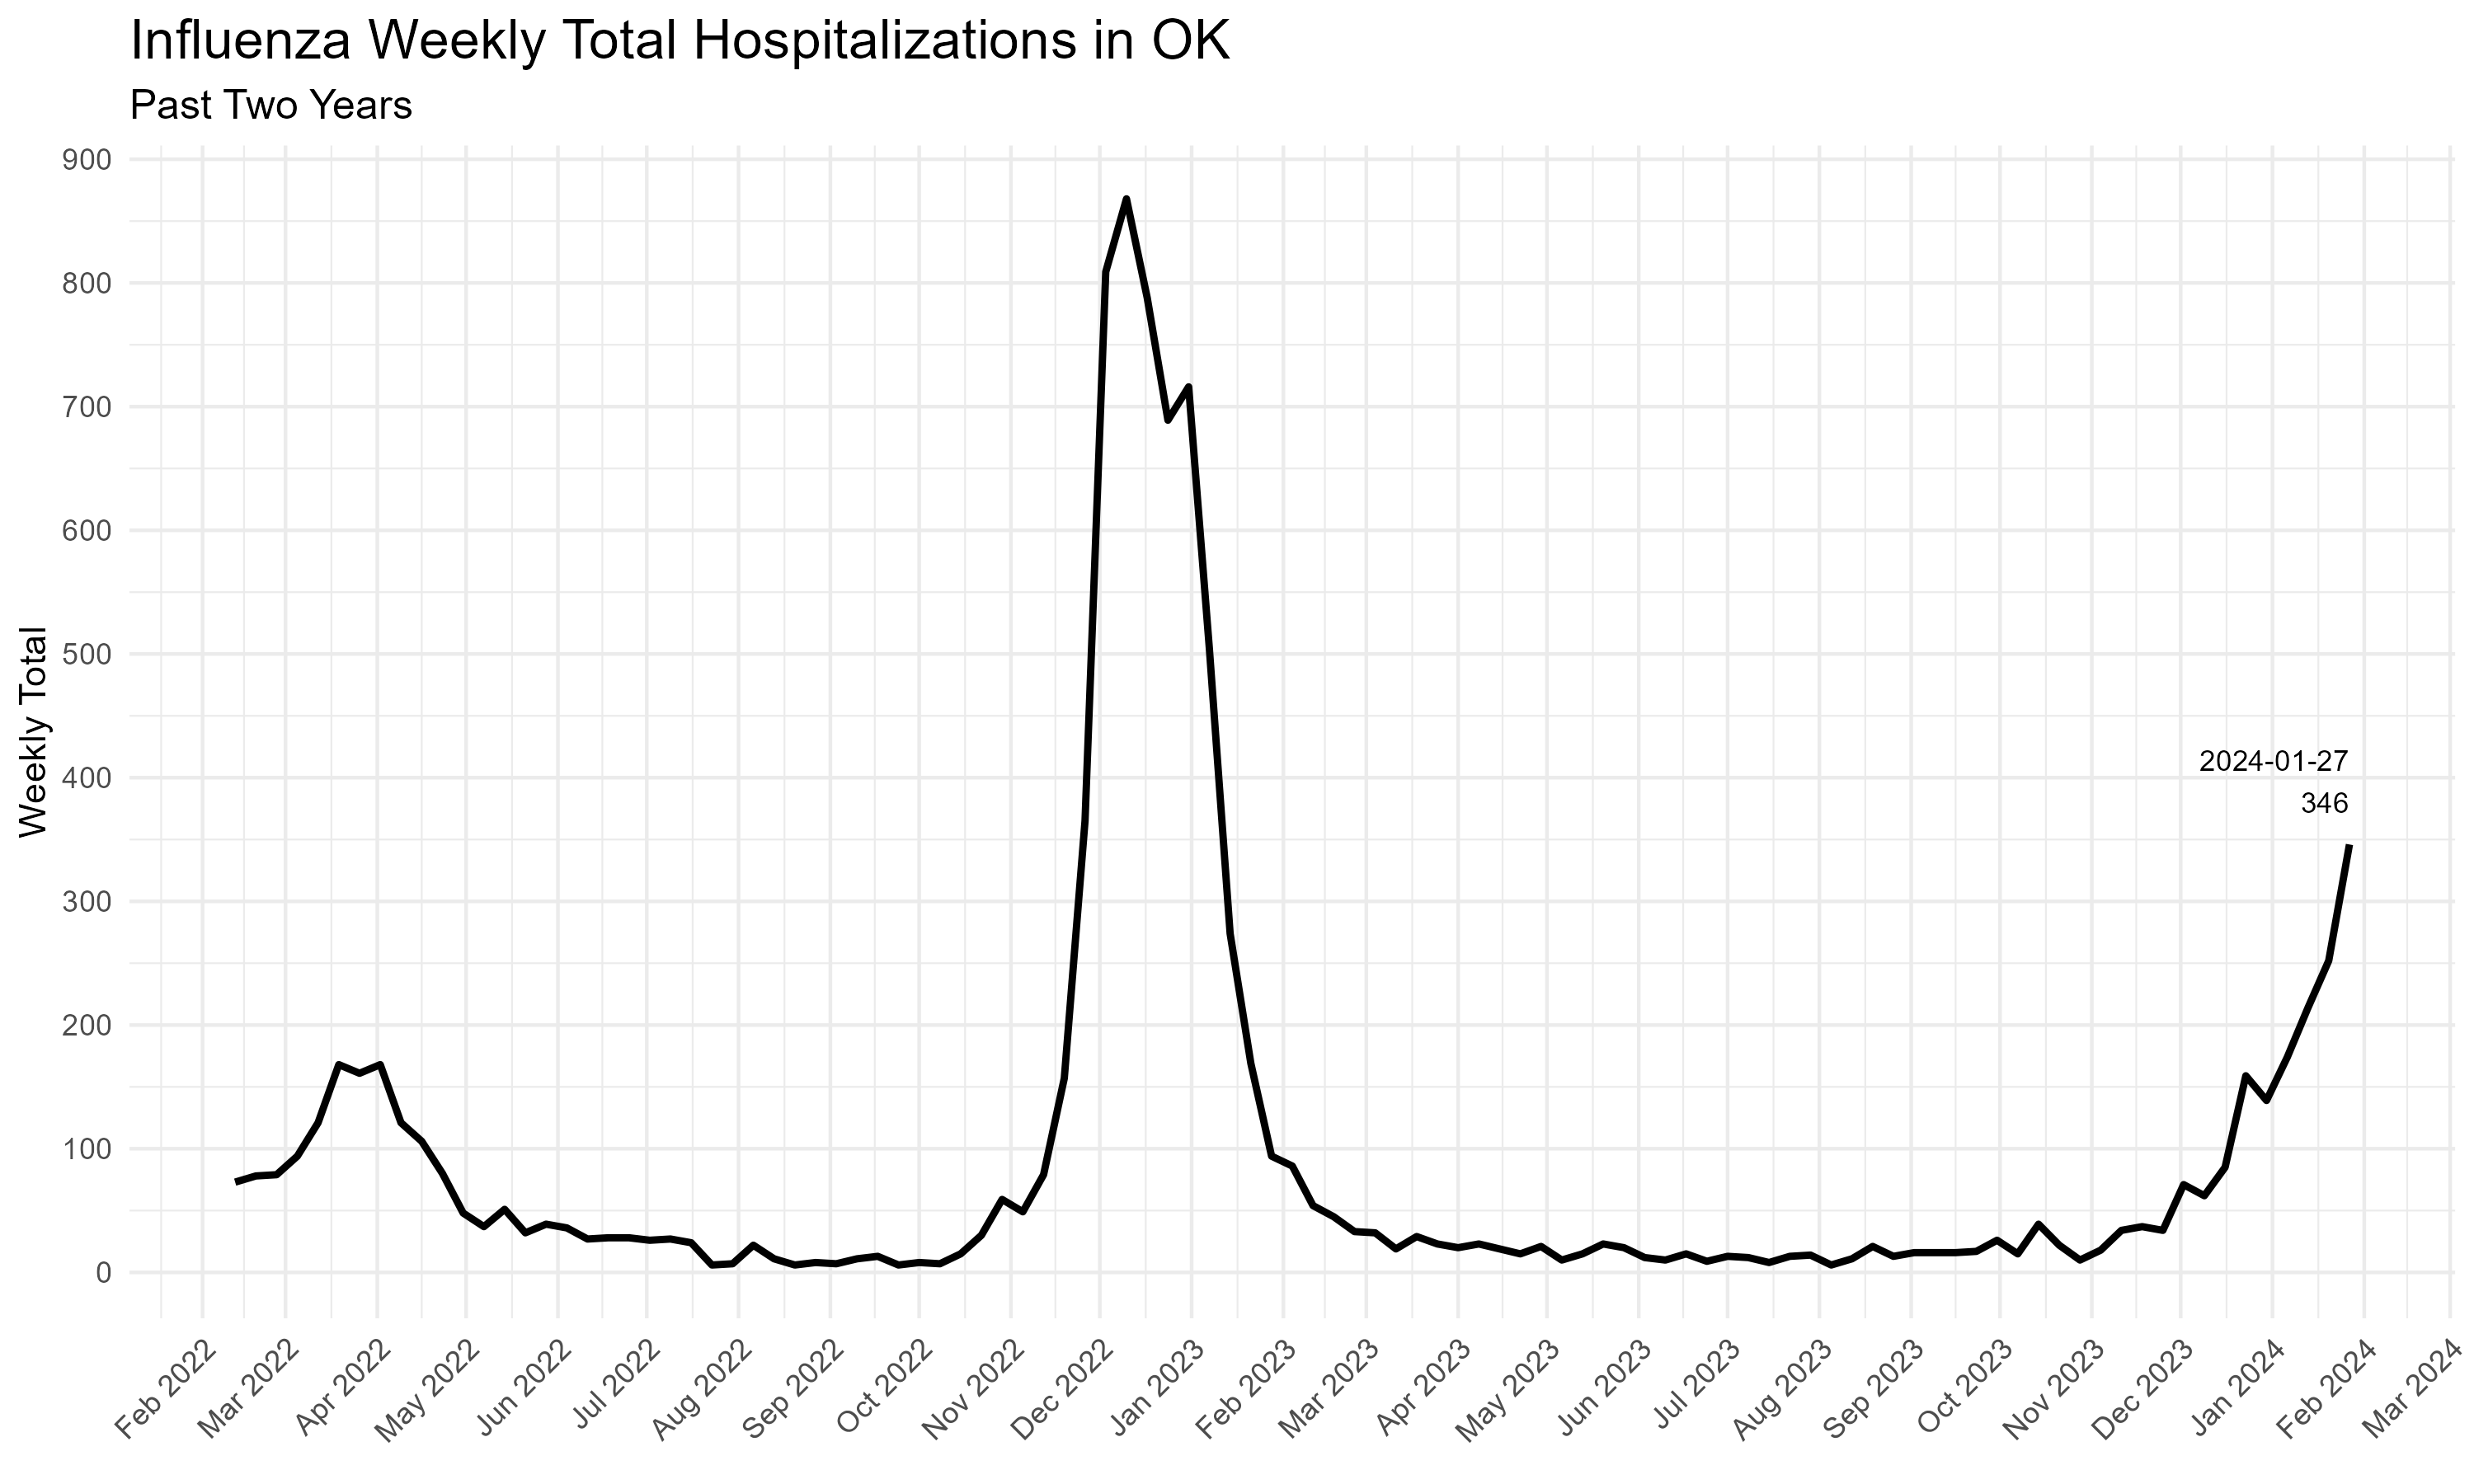 Influenza Weekly Total Hospitalizations in OK
Past Two Years
Weekly Total
900
800
700
600
500
400
300
200
100
0
2024-01-27
346
Feb 2022
Mar 2022
Apr 2022
May 2022
Jun 2022
Jul 2022
Aug 2022
Sep 2022
Oct 2022
Nov 2022
Dec 2022
Jan 2023
Feb 2023
Mar 2023
Apr 2023
May 2023
Jun 2023
Jul 2023
Aug 2023
Sep 2023
Oct 2023
Nov 2023
Dec 2023
Jan 2024
Feb 2024
Mar 2024